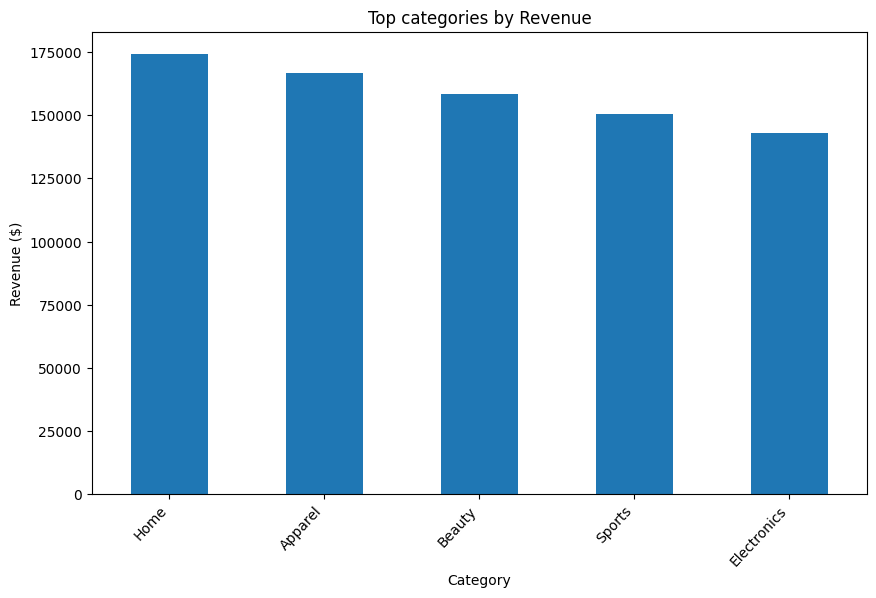 Top categories by Revenue
Revenue ($)
175000
150000
125000
100000
75000
50000
25000
0
Home
Apparel
Beauty
Sports
Electronics
Category